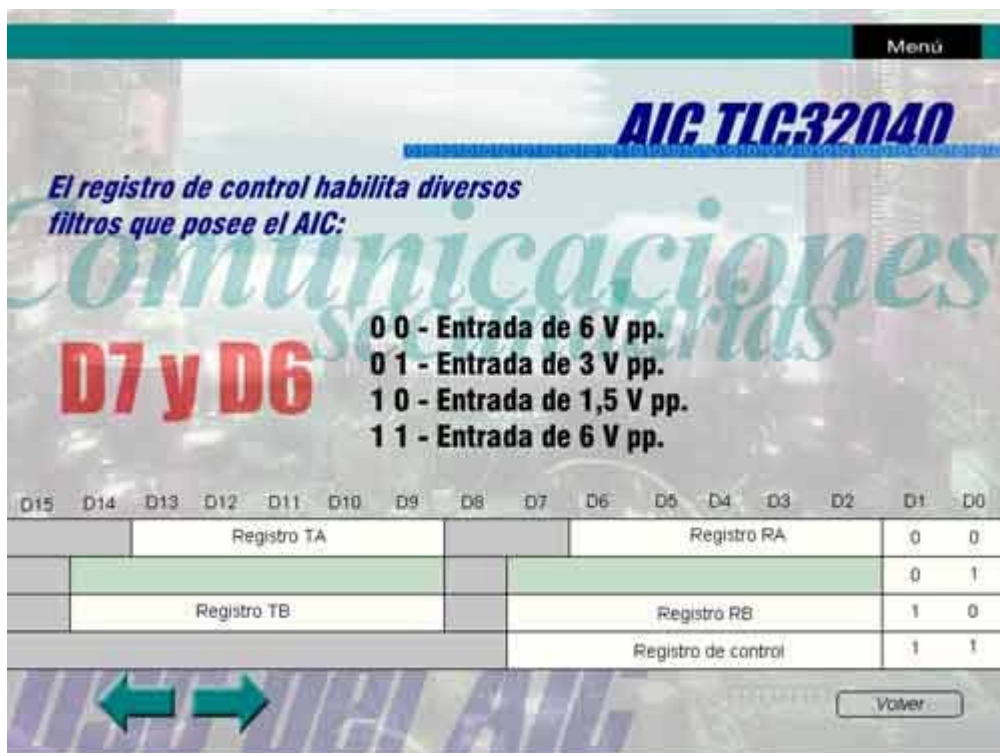 Menú
AIC TLC32040
El registro de control habilita diversos
filtros que posee el AIC:
Comunicaciones
secundarias
D7 y D6
0 0 - Entrada de 6 V pp.
0 1 - Entrada de 3 V pp.
1 0 - Entrada de 1,5 V pp.
1 1 - Entrada de 6 V pp.
D15 D14 D13 D12 D11 D10 D9 D8 D7 D6 D5 D4 D3 D2 D1 D0
Registro TA Registro RA 0 0
0 1
Registro TB Registro RB 1 0
Registro de control 1 1
USO DEL AIC
Volver